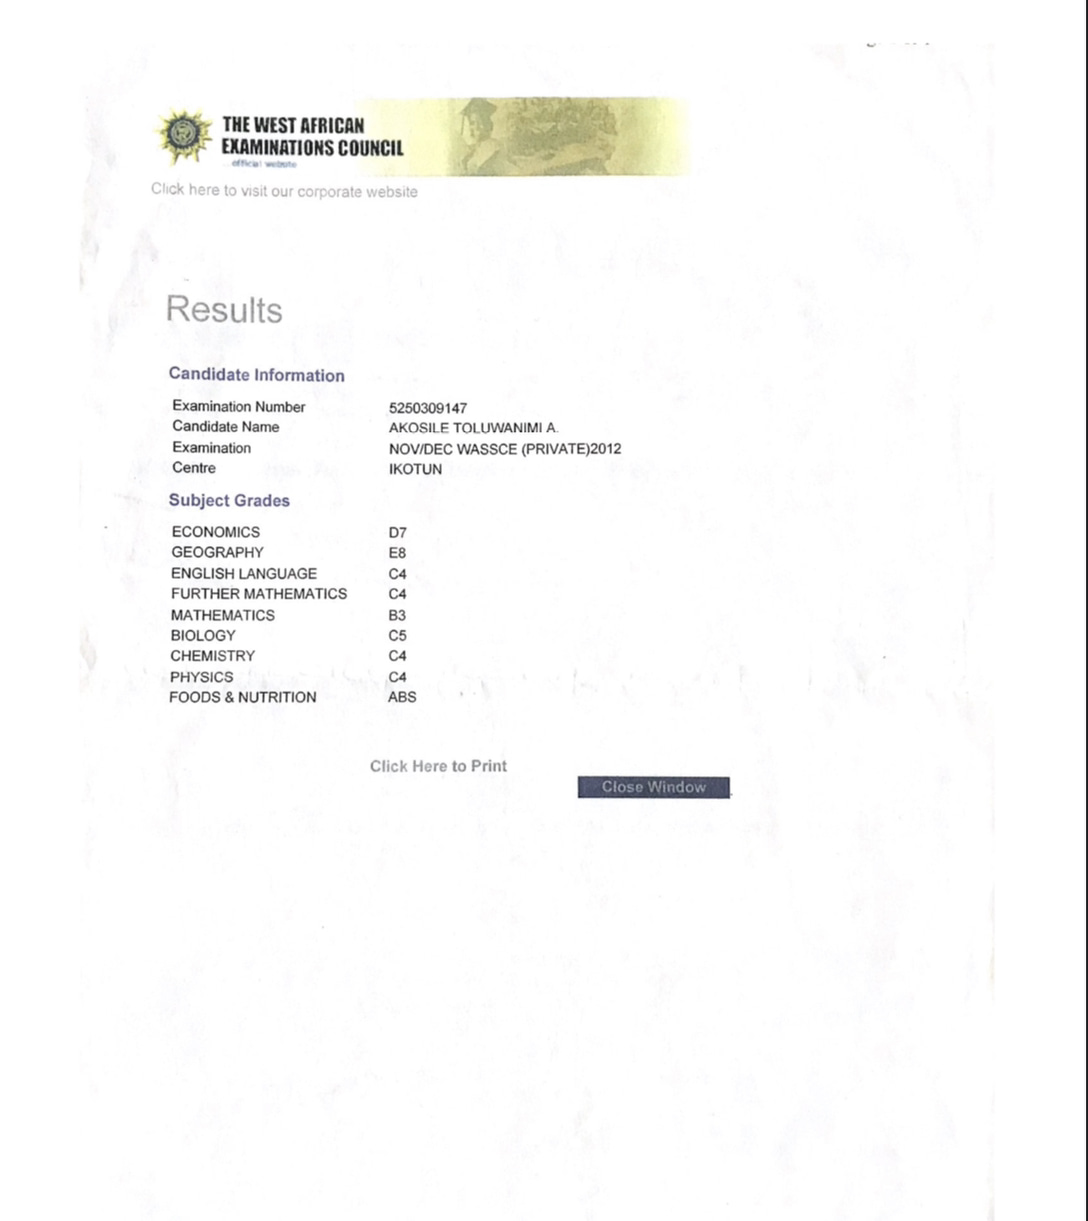 THE WEST AFRICAN
EXAMINATIONS COUNCIL
official website
Click here to visit our corporate website
Results
Candidate Information
Examination Number 5250309147
Candidate Name AKOSILE TOLUWANIMI A.
Examination NOV/DEC WASSCE (PRIVATE)2012
Centre IKOTUN
Subject Grades
ECONOMICS D7
GEOGRAPHY E8
ENGLISH LANGUAGE C4
FURTHER MATHEMATICS C4
MATHEMATICS B3
BIOLOGY C5
CHEMISTRY C4
PHYSICS C4
FOODS & NUTRITION ABS
Click Here to Print
Close Window